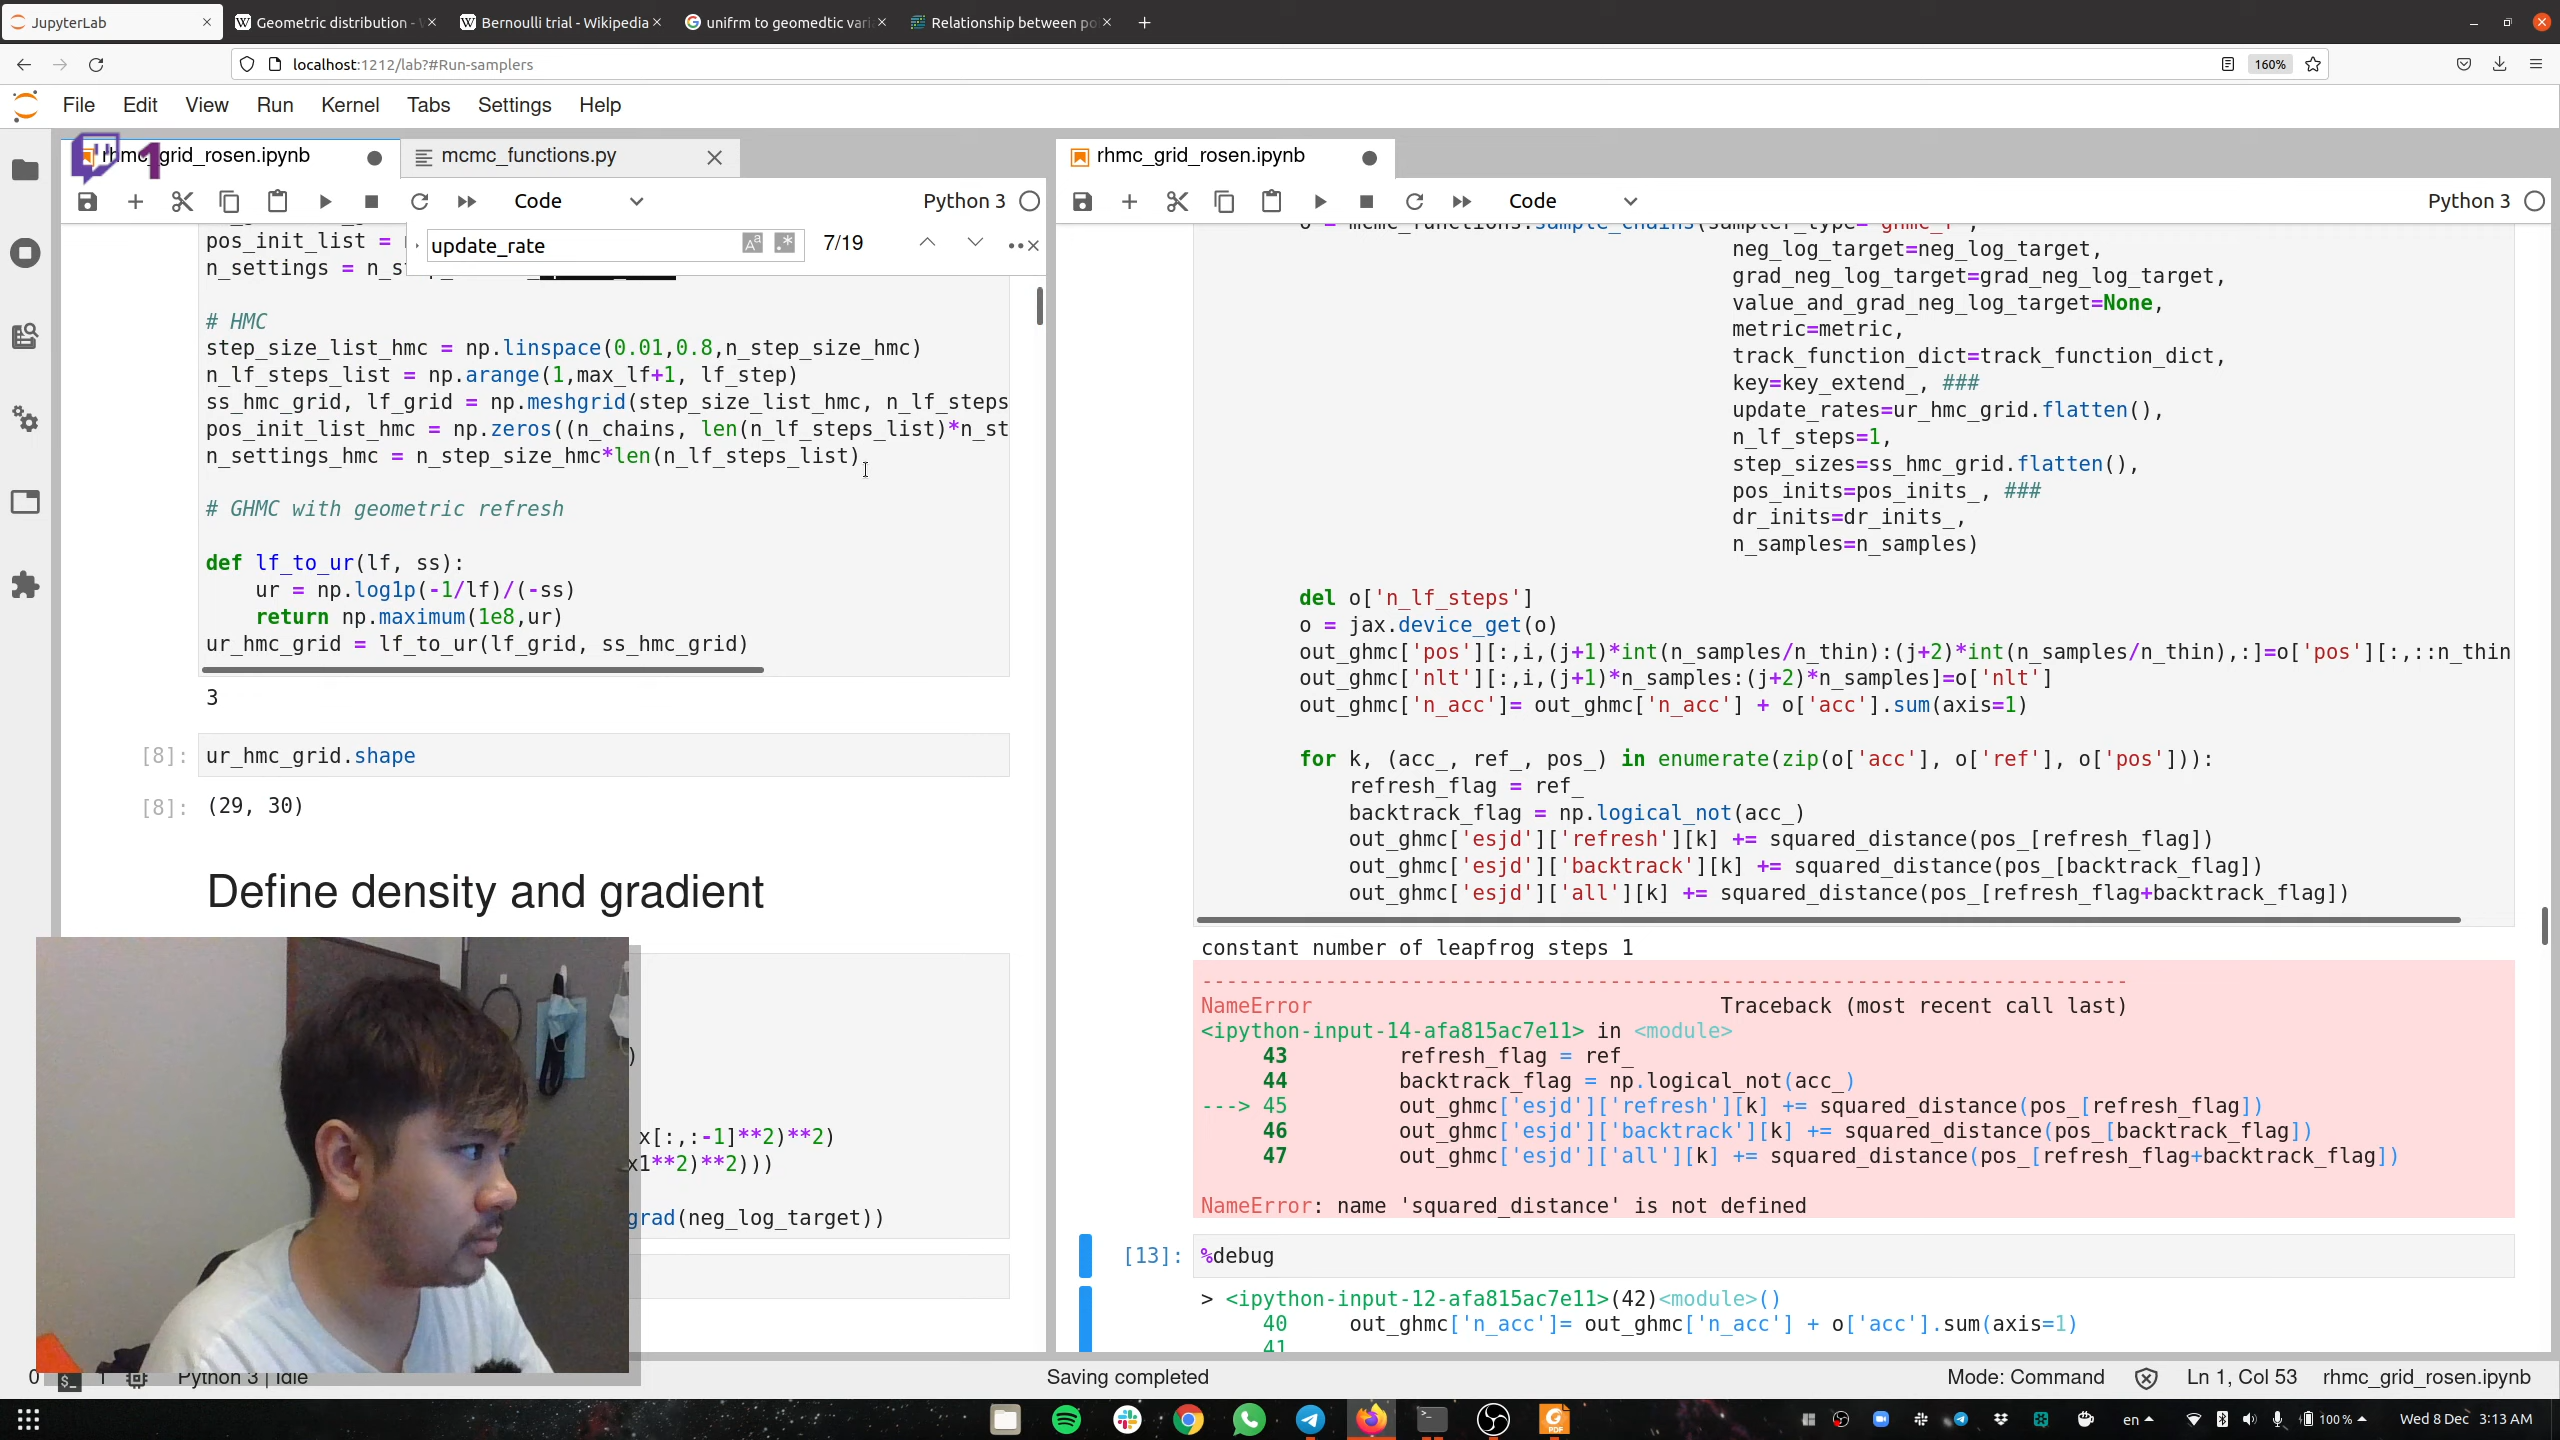 JupyterLab
Geometric distribution -
Bernoulli trial - Wikipedia
unifrm to geomedtic vari
Relationship between po
localhost:1212/lab?#Run-samplers
160%
File Edit View Run Kernel Tabs Settings Help
rhmc_grid_rosen.ipynb
1
mcmc_functions.py
Code
Python 3
update_rate
7/19
pos_init_list =
n_settings =
# HMC
step_size_list_hmc = np.linspace(0.01,0.8,n_step_size_hmc)
n_lf_steps_list = np.arange(1,max_lf+1, lf_step)
ss_hmc_grid, lf_grid = np.meshgrid(step_size_list_hmc, n_lf_steps
pos_init_list_hmc = np.zeros((n_chains, len(n_lf_steps_list)*n_st
n_settings_hmc = n_step_size_hmc*len(n_lf_steps_list)
# GHMC with geometric refresh
def lf_to_ur(lf, ss):
    ur = np.log1p(-1/lf)/(-ss)
    return np.maximum(1e8,ur)
ur_hmc_grid = lf_to_ur(lf_grid, ss_hmc_grid)
3
[8]: ur_hmc_grid.shape
[8]: (29, 30)
Define density and gradient
)
x[:,:-1]**2)**2)
x1**2)**2)))
grad(neg_log_target))
rhmc_grid_rosen.ipynb
Code
Python 3
o = mcmc_functions.sample_chains(sampler_type="ghmc_r",
neg_log_target=neg_log_target,
grad_neg_log_target=grad_neg_log_target,
value_and_grad_neg_log_target=None,
metric=metric,
track_function_dict=track_function_dict,
key=key_extend_, ###
update_rates=ur_hmc_grid.flatten(),
n_lf_steps=1,
step_sizes=ss_hmc_grid.flatten(),
pos_inits=pos_inits_, ###
dr_inits=dr_inits_,
n_samples=n_samples)
del o['n_lf_steps']
o = jax.device_get(o)
out_ghmc['pos'][:,i,(j+1)*int(n_samples/n_thin):(j+2)*int(n_samples/n_thin),:]=o['pos'][:,::n_thin
out_ghmc['nlt'][:,i,(j+1)*n_samples:(j+2)*n_samples]=o['nlt']
out_ghmc['n_acc']= out_ghmc['n_acc'] + o['acc'].sum(axis=1)
for k, (acc_, ref_, pos_) in enumerate(zip(o['acc'], o['ref'], o['pos'])):
    refresh_flag = ref_
    backtrack_flag = np.logical_not(acc_)
    out_ghmc['esjd']['refresh'][k] += squared_distance(pos_[refresh_flag])
    out_ghmc['esjd']['backtrack'][k] += squared_distance(pos_[backtrack_flag])
    out_ghmc['esjd']['all'][k] += squared_distance(pos_[refresh_flag+backtrack_flag])
constant number of leapfrog steps 1
---------------------------------------------------------------------------
NameError Traceback (most recent call last)
<ipython-input-14-afa815ac7e11> in <module>
43 refresh_flag = ref_
44 backtrack_flag = np.logical_not(acc_)
---> 45 out_ghmc['esjd']['refresh'][k] += squared_distance(pos_[refresh_flag])
46 out_ghmc['esjd']['backtrack'][k] += squared_distance(pos_[backtrack_flag])
47 out_ghmc['esjd']['all'][k] += squared_distance(pos_[refresh_flag+backtrack_flag])
NameError: name 'squared_distance' is not defined
[13]: %debug
> <ipython-input-12-afa815ac7e11>(42)<module>()
40 out_ghmc['n_acc']= out_ghmc['n_acc'] + o['acc'].sum(axis=1)
41
0
1
Python 3 | Idle
Saving completed
Mode: Command
Ln 1, Col 53
rhmc_grid_rosen.ipynb
en
100 %
Wed 8 Dec 3:13 AM